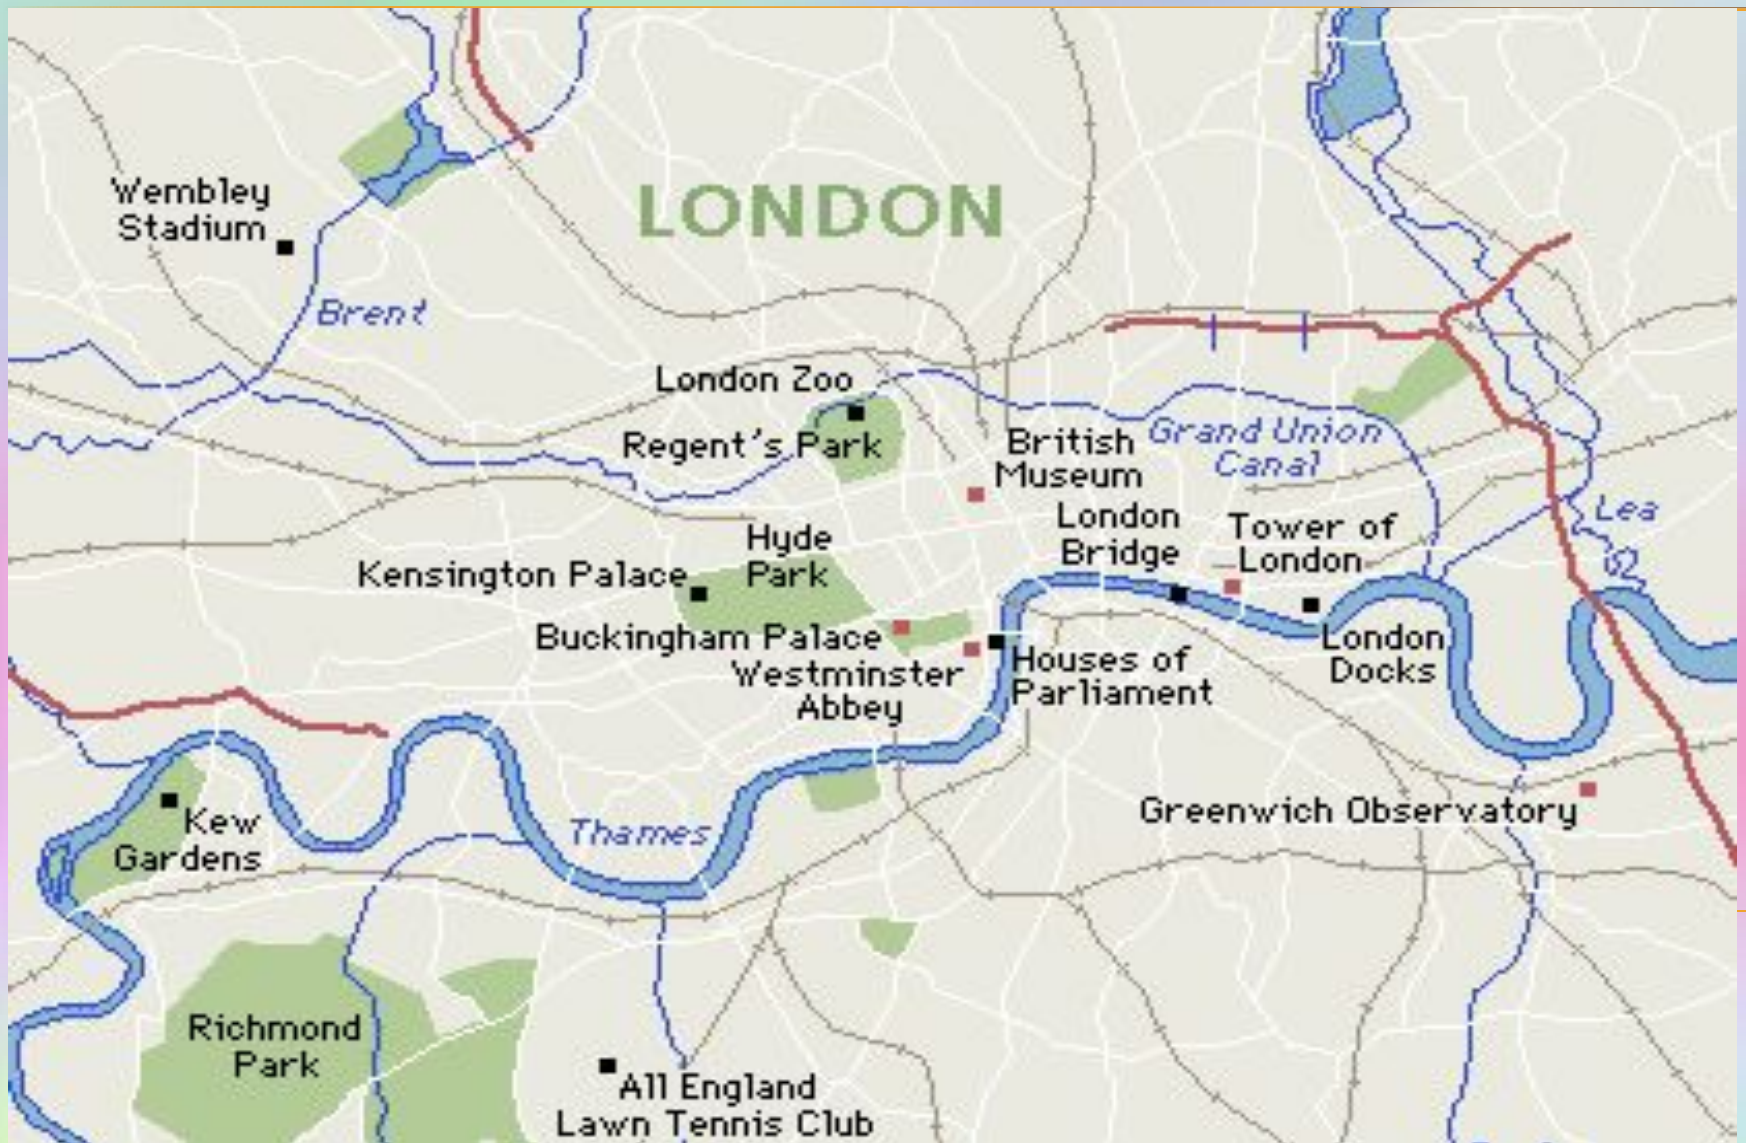 LONDON
Wembley
Stadium
Brent
London Zoo
Regent's Park
British
Museum
Grand Union
Canal
London
Bridge
Tower of
London
Lea
Hyde
Park
Kensington Palace
Buckingham Palace
Westminster
Abbey
Houses of
Parliament
London
Docks
Greenwich Observatory
Kew
Gardens
Thames
Richmond
Park
All England
Lawn Tennis Club